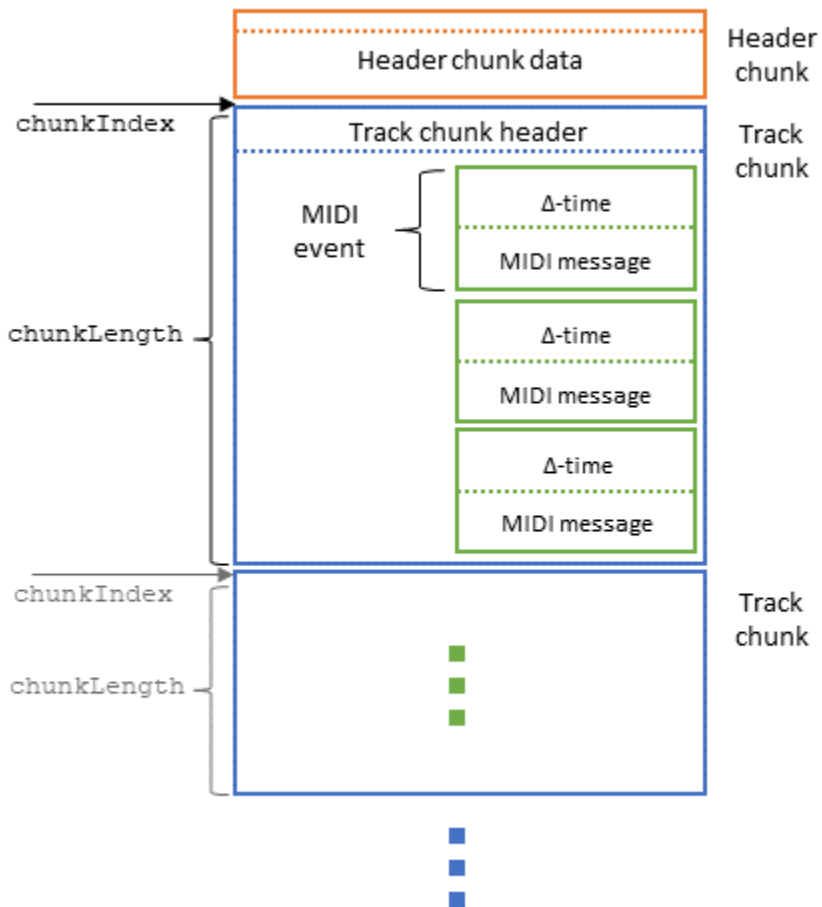 Header chunk data
Header
chunk
chunkIndex
Track chunk header
Track
chunk
MIDI
event
Δ-time
MIDI message
chunkLength
Δ-time
MIDI message
Δ-time
MIDI message
chunkIndex
Track
chunk
chunkLength